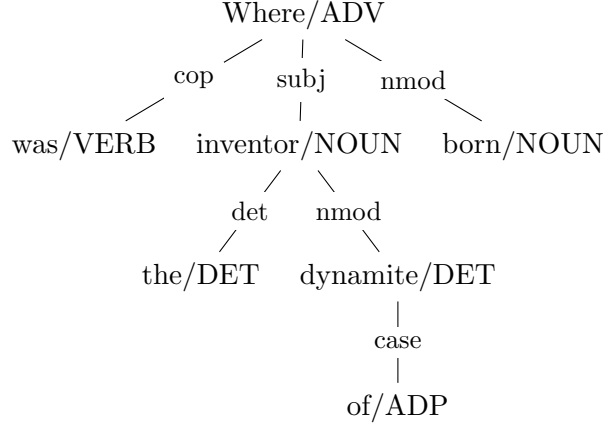 Where/ADV
cop subj nmod
was/VERB inventor/NOUN born/NOUN
det nmod
the/DET dynamite/DET
case
of/ADP